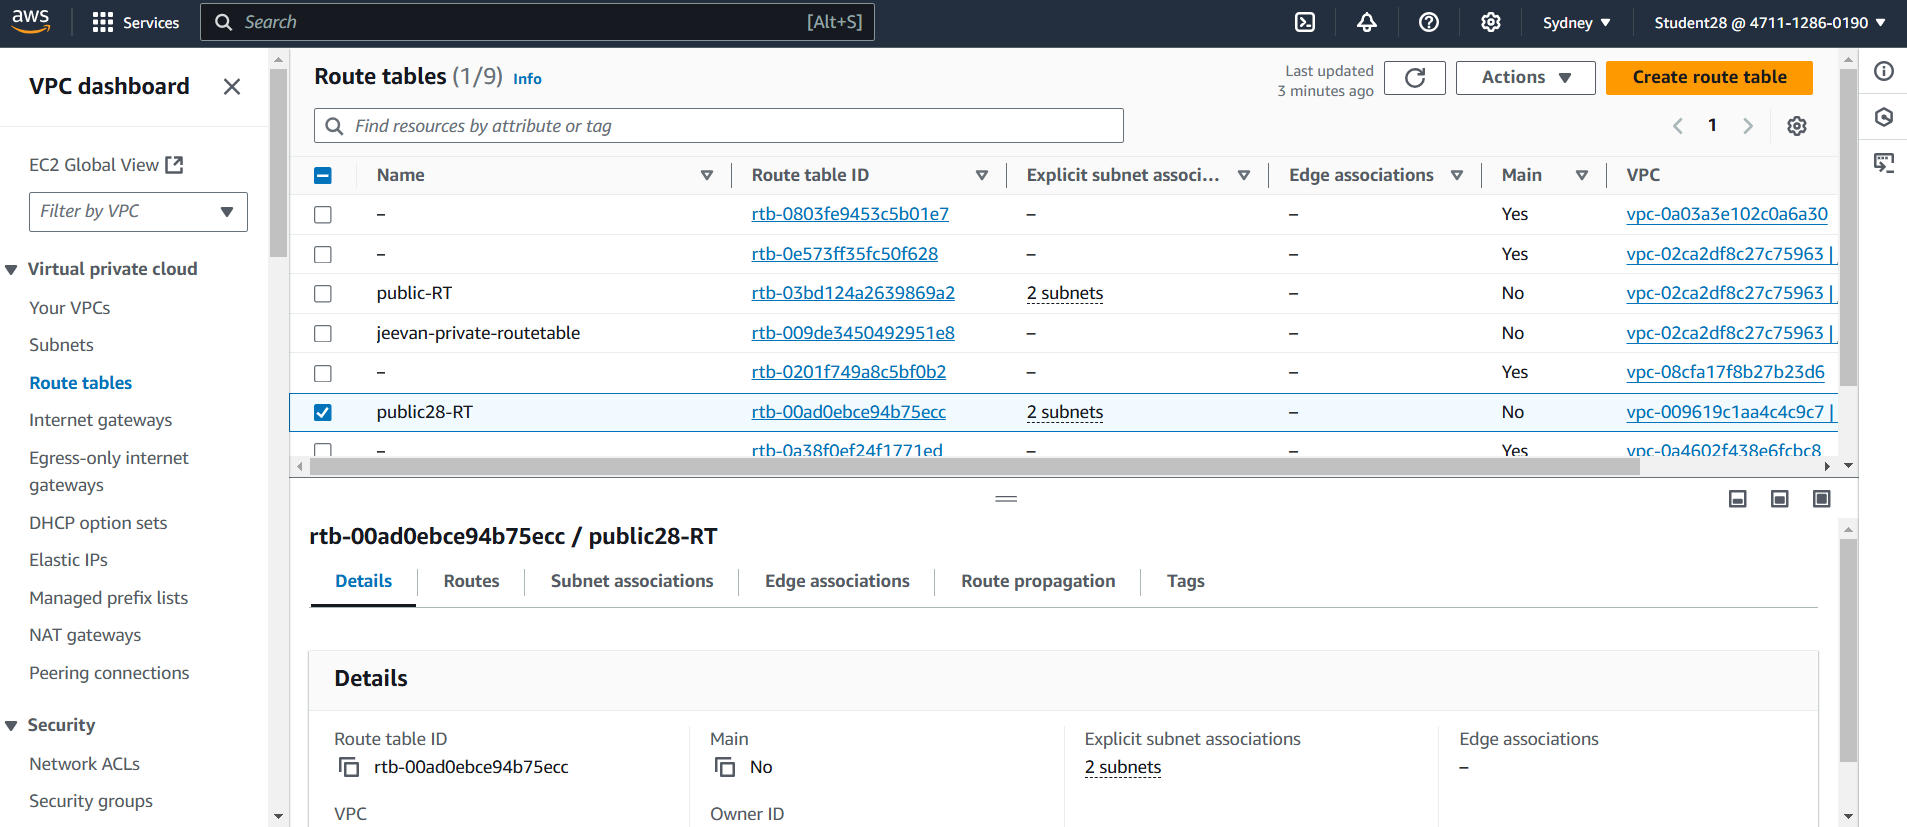 aws
Services
Search
[Alt+S]
Sydney
Student28 @ 4711-1286-0190
VPC dashboard
EC2 Global View
Filter by VPC
Virtual private cloud
Your VPCs
Subnets
Route tables
Internet gateways
Egress-only internet
gateways
DHCP option sets
Elastic IPs
Managed prefix lists
NAT gateways
Peering connections
Security
Network ACLs
Security groups
Route tables (1/9) Info
Last updated
3 minutes ago
Actions
Create route table
Find resources by attribute or tag
1
Name Route table ID Explicit subnet associ... Edge associations Main VPC
– rtb-0803fe9453c5b01e7 – – Yes vpc-0a03a3e102c0a6a30
– rtb-0e573ff35fc50f628 – – Yes vpc-02ca2df8c27c75963 |
public-RT rtb-03bd124a2639869a2 2 subnets – No vpc-02ca2df8c27c75963 |
jeevan-private-routetable rtb-009de3450492951e8 – – No vpc-02ca2df8c27c75963 |
– rtb-0201f749a8c5bf0b2 – – Yes vpc-08cfa17f8b27b23d6
public28-RT rtb-00ad0ebce94b75ecc 2 subnets – No vpc-009619c1aa4c4c9c7 |
– rtb-0a38f0ef24f1771ed – – Yes vpc-0a4602f438e6fcbc8
rtb-00ad0ebce94b75ecc / public28-RT
Details Routes Subnet associations Edge associations Route propagation Tags
Details
Route table ID
rtb-00ad0ebce94b75ecc
Main
No
Explicit subnet associations
2 subnets
Edge associations
–
VPC
Owner ID